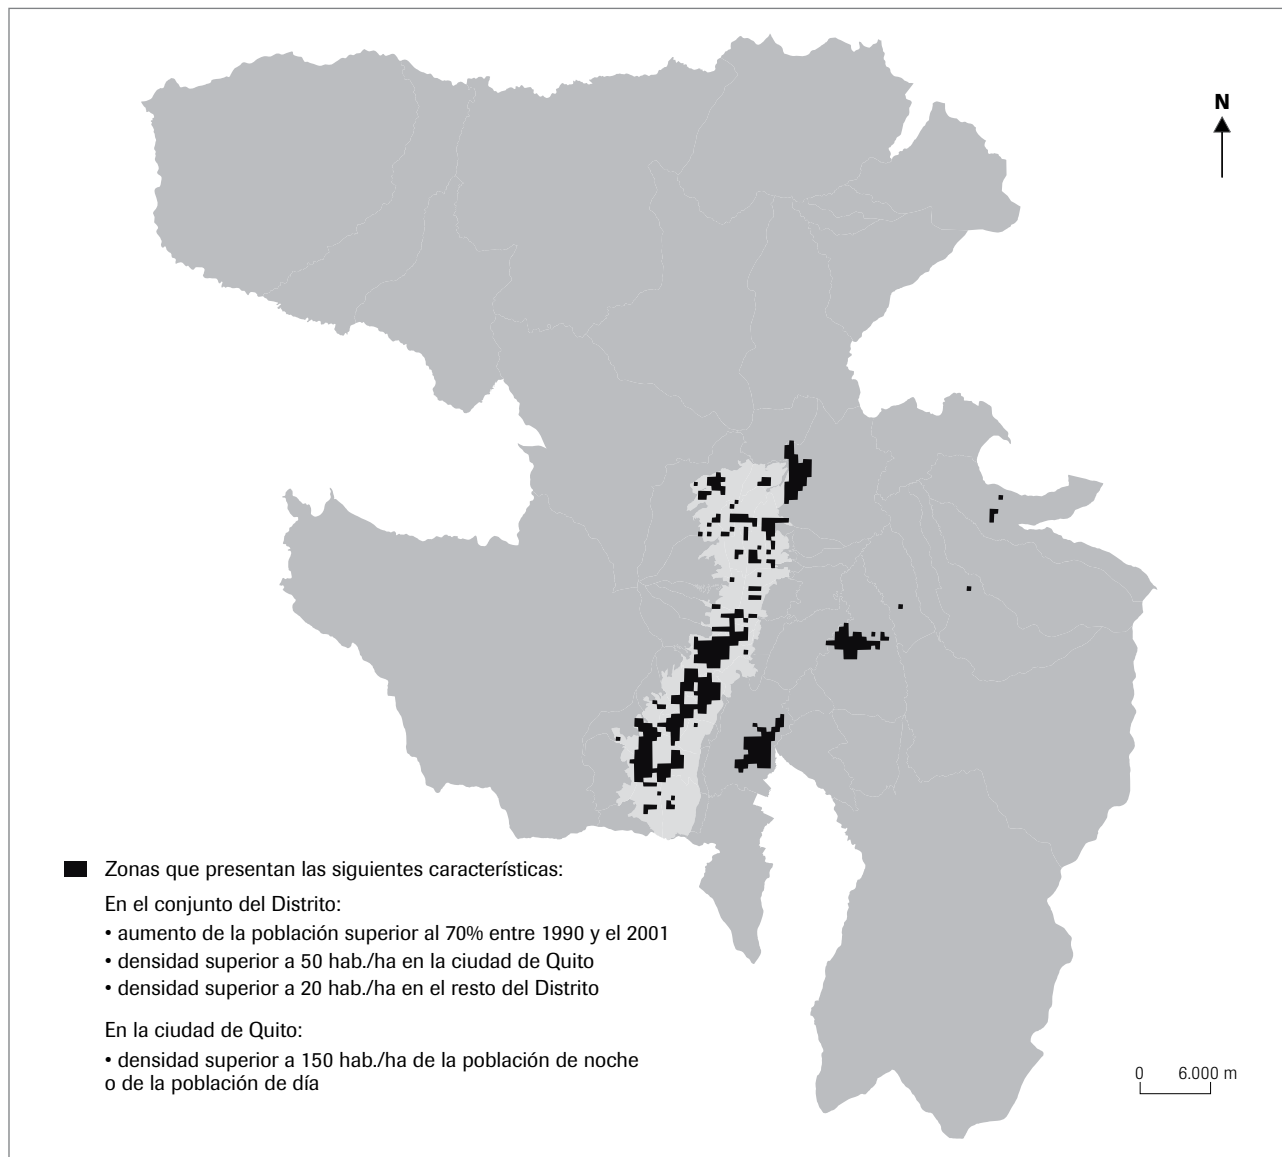 N
Zonas que presentan las siguientes características:
En el conjunto del Distrito:
• aumento de la población superior al 70% entre 1990 y el 2001
• densidad superior a 50 hab./ha en la ciudad de Quito
• densidad superior a 20 hab./ha en el resto del Distrito
En la ciudad de Quito:
• densidad superior a 150 hab./ha de la población de noche
o de la población de día
0 6.000 m